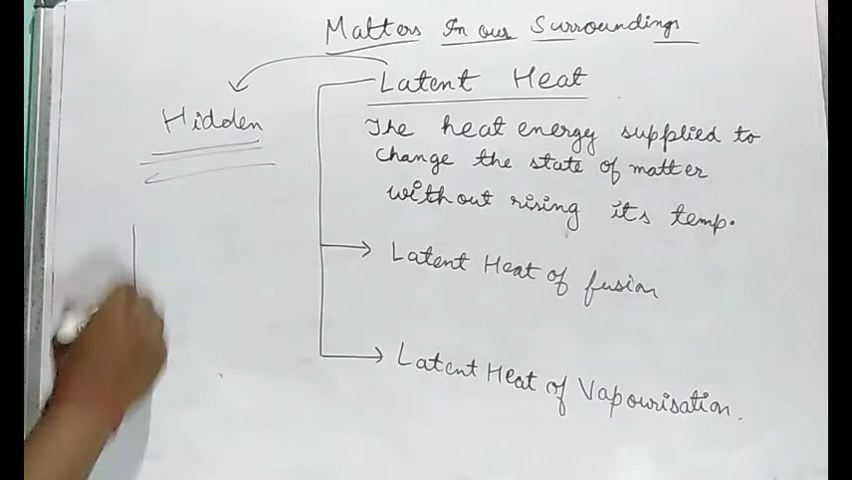 Matters In our Surroundings
Latent Heat
Hidden
The heat energy supplied to
change the state of matter
without rising its temp.
Latent Heat of fusion
Latent Heat of Vapourisation.